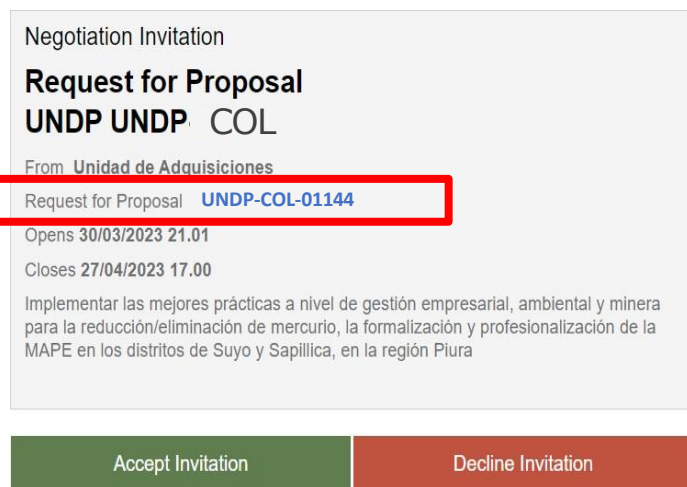 Negotiation Invitation
Request for Proposal
UNDP UNDP- COL
From Unidad de Adquisiciones
Request for Proposal UNDP-COL-01144
Opens 30/03/2023 21.01
Closes 27/04/2023 17.00
Implementar las mejores prácticas a nivel de gestión empresarial, ambiental y minera
para la reducción/eliminación de mercurio, la formalización y profesionalización de la
MAPE en los distritos de Suyo y Sapillica, en la región Piura
Accept Invitation
Decline Invitation